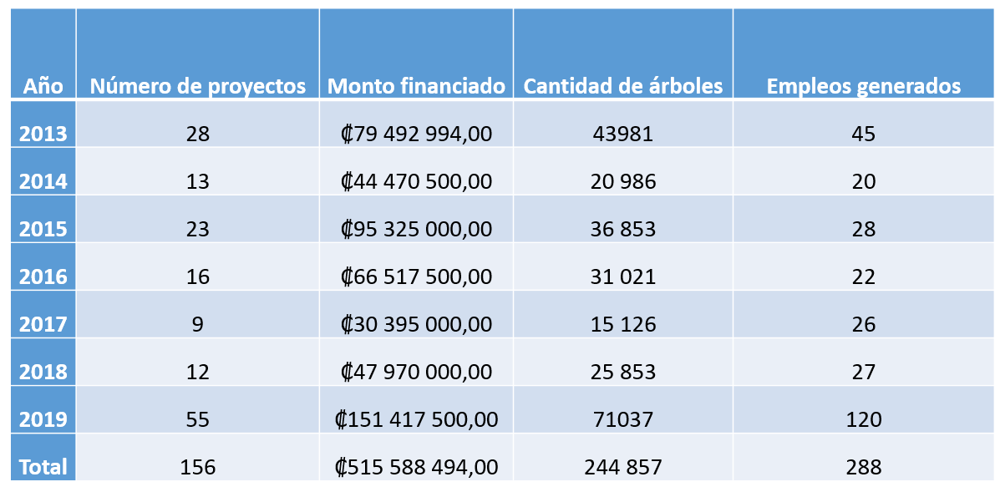 Año Número de proyectos Monto financiado Cantidad de árboles Empleos generados
2013 28 ₡79 492 994,00 43981 45
2014 13 ₡44 470 500,00 20 986 20
2015 23 ₡95 325 000,00 36 853 28
2016 16 ₡66 517 500,00 31 021 22
2017 9 ₡30 395 000,00 15 126 26
2018 12 ₡47 970 000,00 25 853 27
2019 55 ₡151 417 500,00 71037 120
Total 156 ₡515 588 494,00 244 857 288